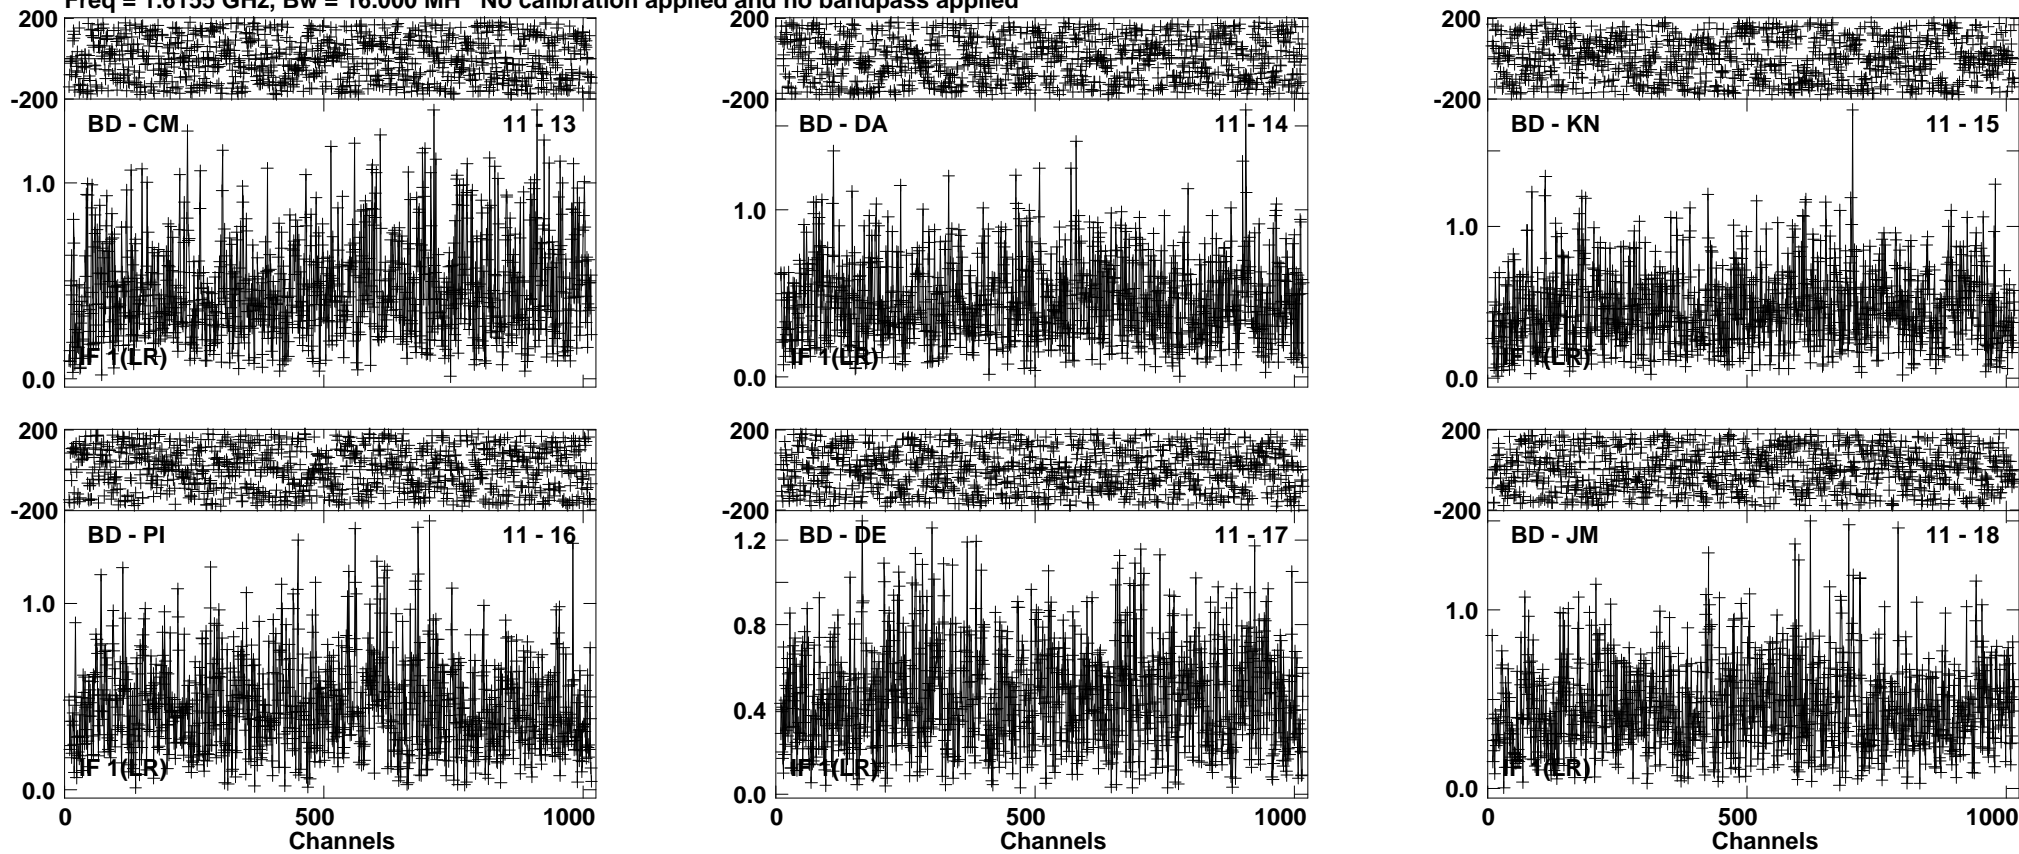 Freq = 1.6155 GHz, Bw = 16.000 MH No calibration applied and no bandpass applied
200 200 200
-200 -200 -200
BD - CM 11 - 13 BD - DA 11 - 14 BD - KN 11 - 15
1.0 1.0 1.0
IF 1(LR) IF 1(LR) IF 1(LR)
0.0 0.0 0.0
200 200 200
-200 -200 -200
BD - PI 11 - 16 BD - DE 11 - 17 BD - JM 11 - 18
1.2
1.0 1.0
0.8
0.4
IF 1(LR) IF 1(LR) IF 1(LR)
0.0 0.0 0.0
0 500 1000 0 500 1000 0 500 1000
Channels Channels Channels